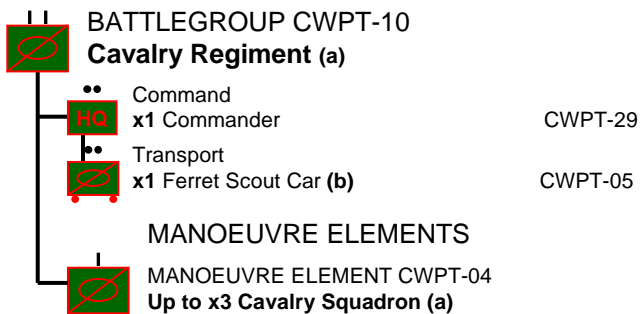 BATTLEGROUP CWPT-10
Cavalry Regiment (a)
Command
HQ x1 Commander CWPT-29
Transport
x1 Ferret Scout Car (b) CWPT-05
MANOEUVRE ELEMENTS
MANOEUVRE ELEMENT CWPT-04
Up to x3 Cavalry Squadron (a)